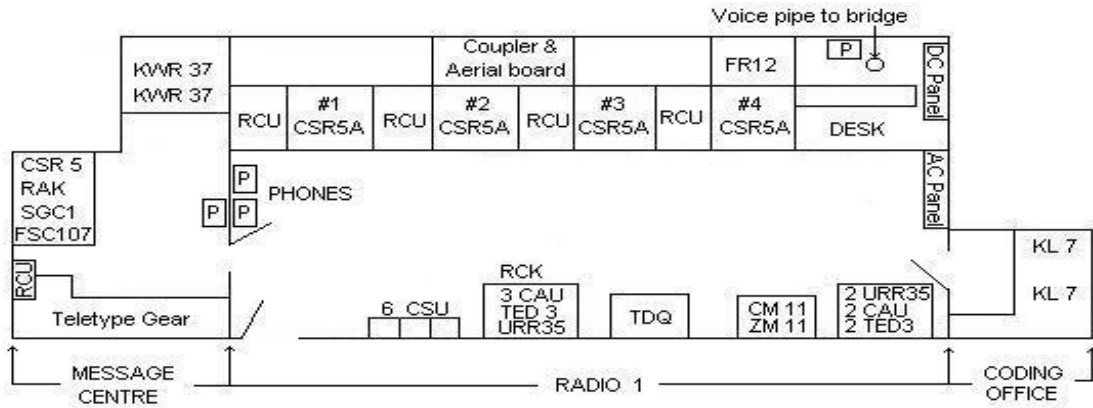 Voice pipe to bridge
KWR 37
KWR 37
Coupler &
Aerial board
FR12
P
DC Panel
RCU
#1
CSR5A
RCU
#2
CSR5A
RCU
#3
CSR5A
RCU
#4
CSR5A
DESK
CSR 5
RAK
SGC1
FSC107
P
PHONES
P
P
AC Panel
KL 7
KL 7
RCU
Teletype Gear
6 CSU
RCK
3 CAU
TED 3
URR35
TDQ
CM 11
ZM 11
2 URR35
2 CAU
2 TED3
MESSAGE
CENTRE
RADIO 1
CODING
OFFICE